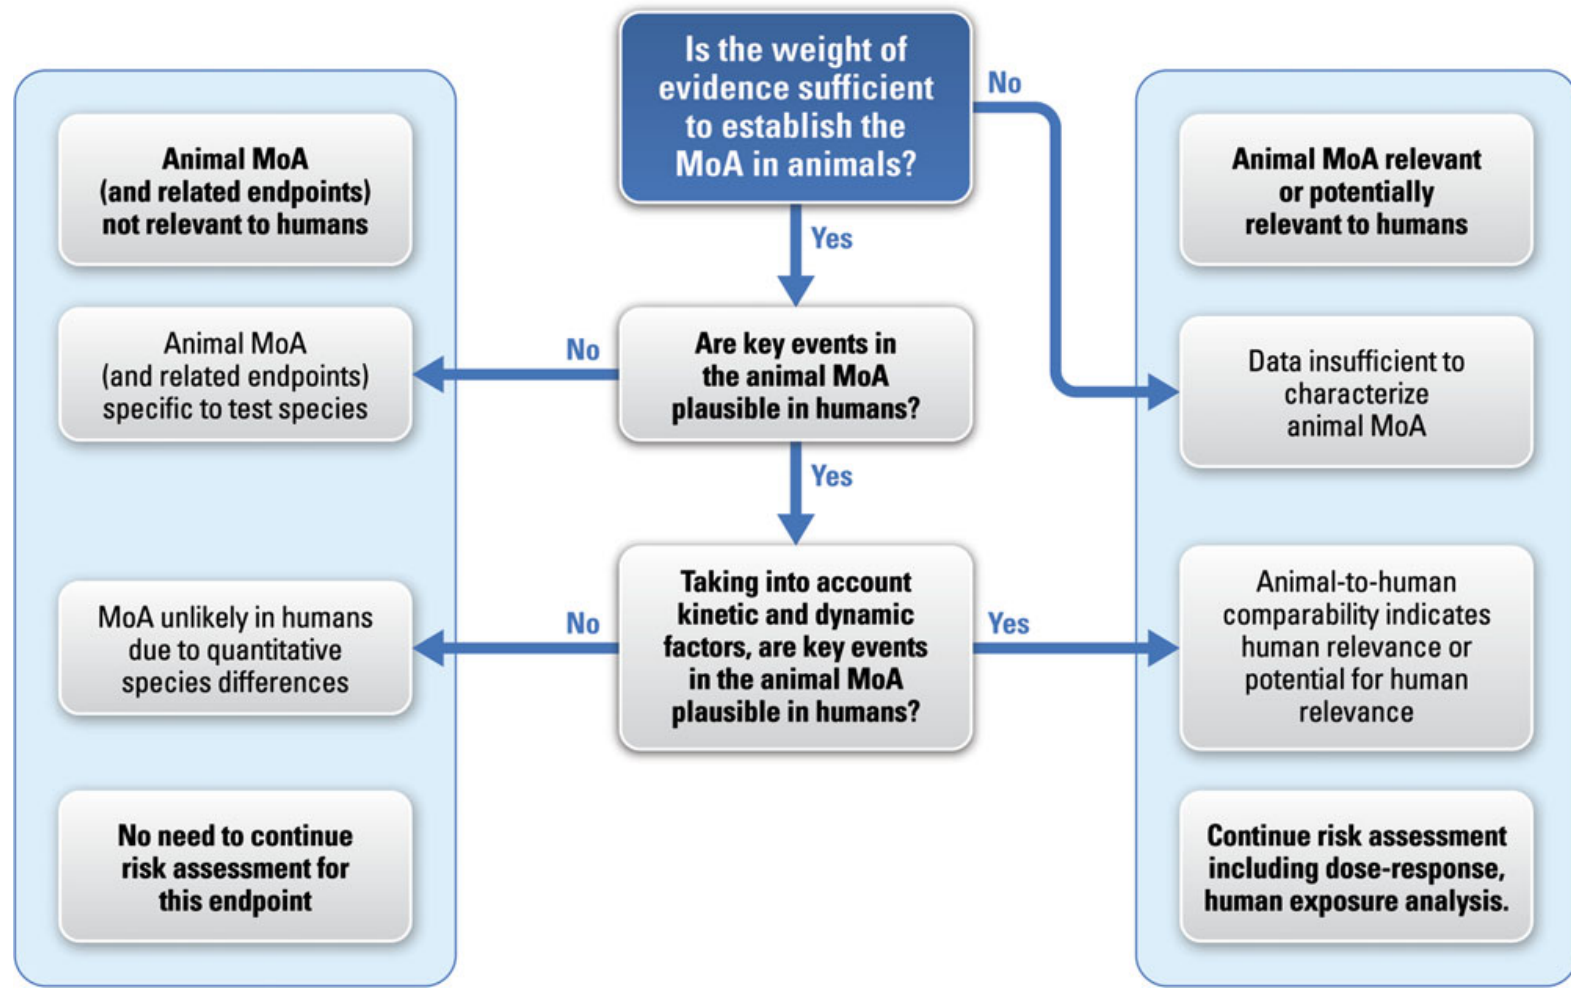 Is the weight of
evidence sufficient
to establish the
MoA in animals?
No
Yes
Animal MoA
(and related endpoints)
not relevant to humans
Animal MoA relevant
or potentially
relevant to humans
Animal MoA
(and related endpoints)
specific to test species
No
Are key events in
the animal MoA
plausible in humans?
Yes
Data insufficient to
characterize
animal MoA
MoA unlikely in humans
due to quantitative
species differences
No
Taking into account
kinetic and dynamic
factors, are key events
in the animal MoA
plausible in humans?
Yes
Animal-to-human
comparability indicates
human relevance or
potential for human
relevance
No need to continue
risk assessment for
this endpoint
Continue risk assessment
including dose-response,
human exposure analysis.